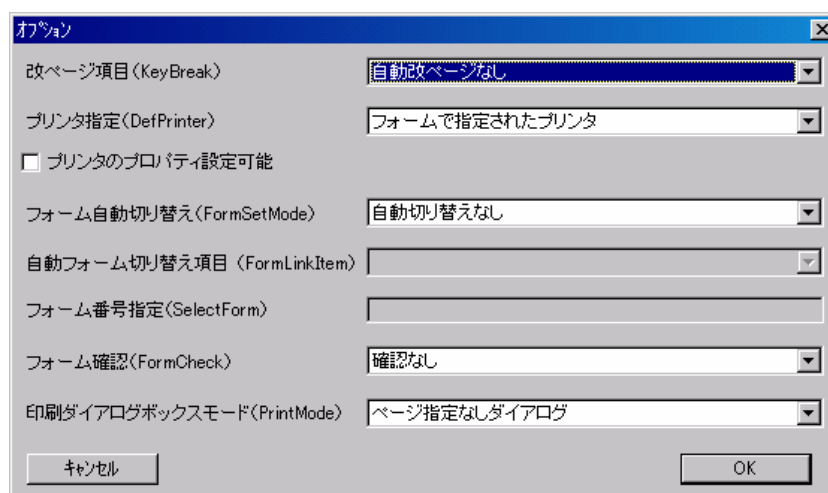 オプション
改ページ項目(KeyBreak) 自動改ページなし
プリンタ指定(DefPrinter) フォームで指定されたプリンタ
プリンタのプロパティ設定可能
フォーム自動切り替え(FormSetMode) 自動切り替えなし
自動フォーム切り替え項目 (FormLinkItem)
フォーム番号指定(SelectForm)
フォーム確認(FormCheck) 確認なし
印刷ダイアログボックスモード(PrintMode) ページ指定なしダイアログ
キャンセル OK